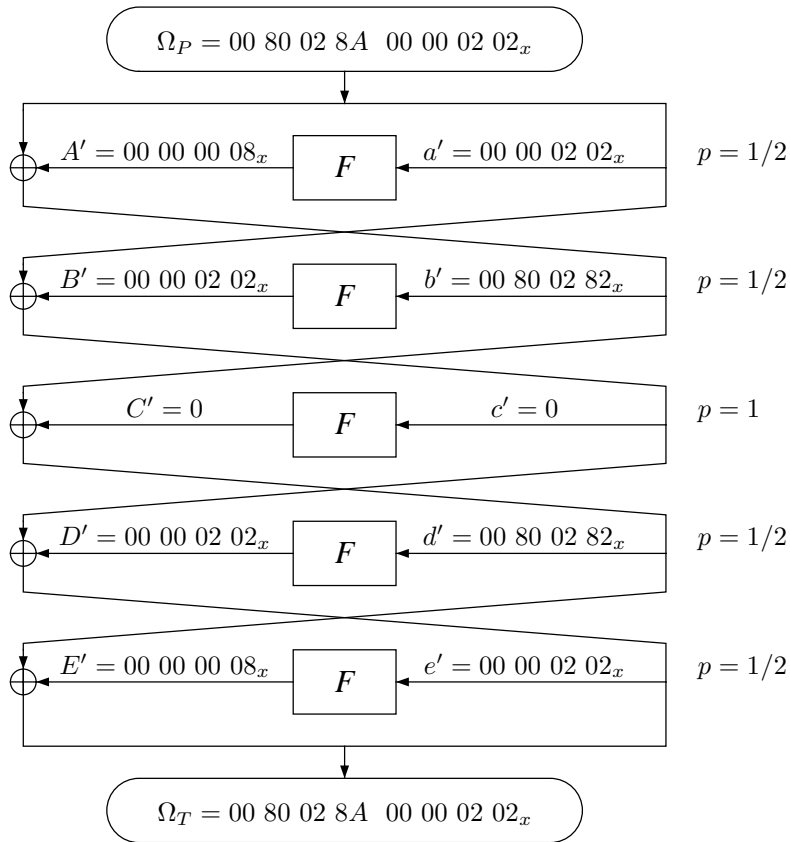 Ω_P = 00 80 02 8A 00 00 02 02_x
A′ = 00 00 00 08_x F a′ = 00 00 02 02_x p = 1/2
B′ = 00 00 02 02_x F b′ = 00 80 02 82_x p = 1/2
C′ = 0 F c′ = 0 p = 1
D′ = 00 00 02 02_x F d′ = 00 80 02 82_x p = 1/2
E′ = 00 00 00 08_x F e′ = 00 00 02 02_x p = 1/2
Ω_T = 00 80 02 8A 00 00 02 02_x